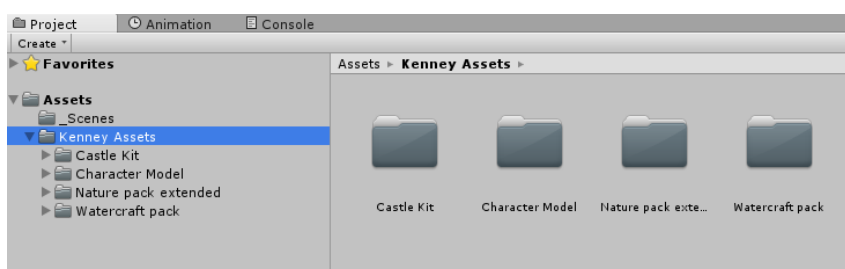 Project Animation Console
Create
Favorites
Assets
_Scenes
Kenney Assets
Castle Kit
Character Model
Nature pack extended
Watercraft pack
Assets Kenney Assets
Castle Kit Character Model Nature pack exte... Watercraft pack